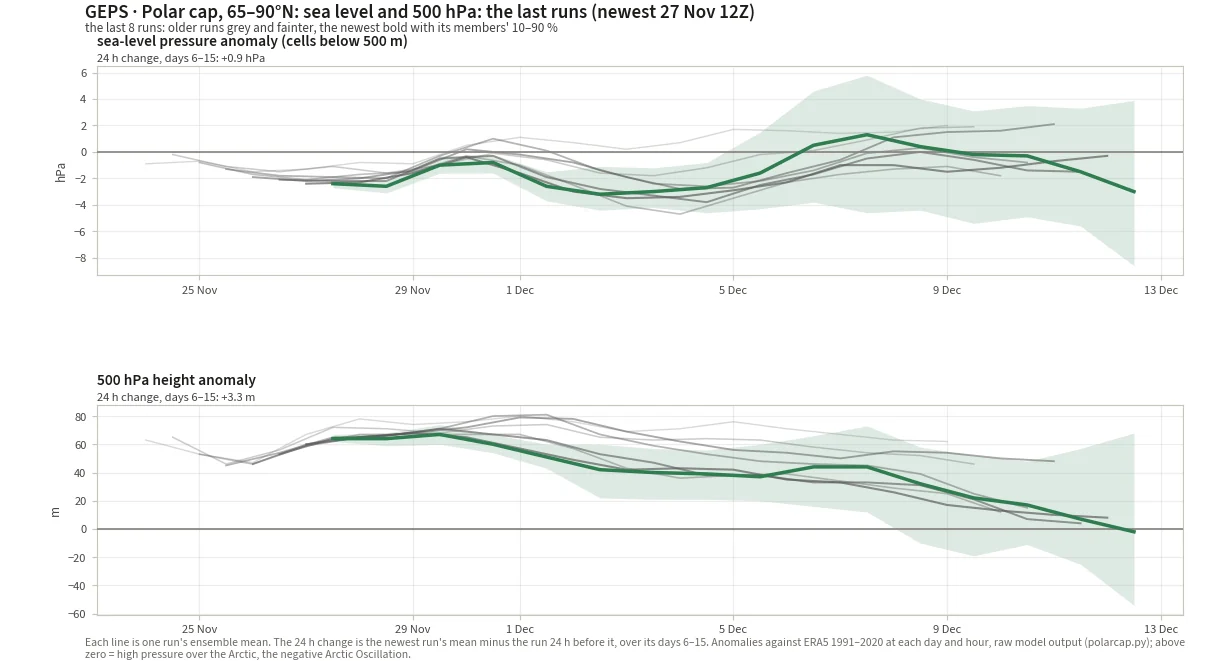 GEPS · Polar cap, 65–90°N: sea level and 500 hPa: the last runs (newest 27 Nov 12Z)
the last 8 runs: older runs grey and fainter, the newest bold with its members' 10–90 %
sea-level pressure anomaly (cells below 500 m)
24 h change, days 6–15: +0.9 hPa
6
4
2
0
−2
−4
−6
−8
hPa
25 Nov
29 Nov
1 Dec
5 Dec
9 Dec
13 Dec
500 hPa height anomaly
24 h change, days 6–15: +3.3 m
80
60
40
20
0
−20
−40
−60
m
25 Nov
29 Nov
1 Dec
5 Dec
9 Dec
13 Dec
Each line is one run's ensemble mean. The 24 h change is the newest run's mean minus the run 24 h before it, over its days 6–15. Anomalies against ERA5 1991–2020 at each day and hour, raw model output (polarcap.py); above
zero = high pressure over the Arctic, the negative Arctic Oscillation.